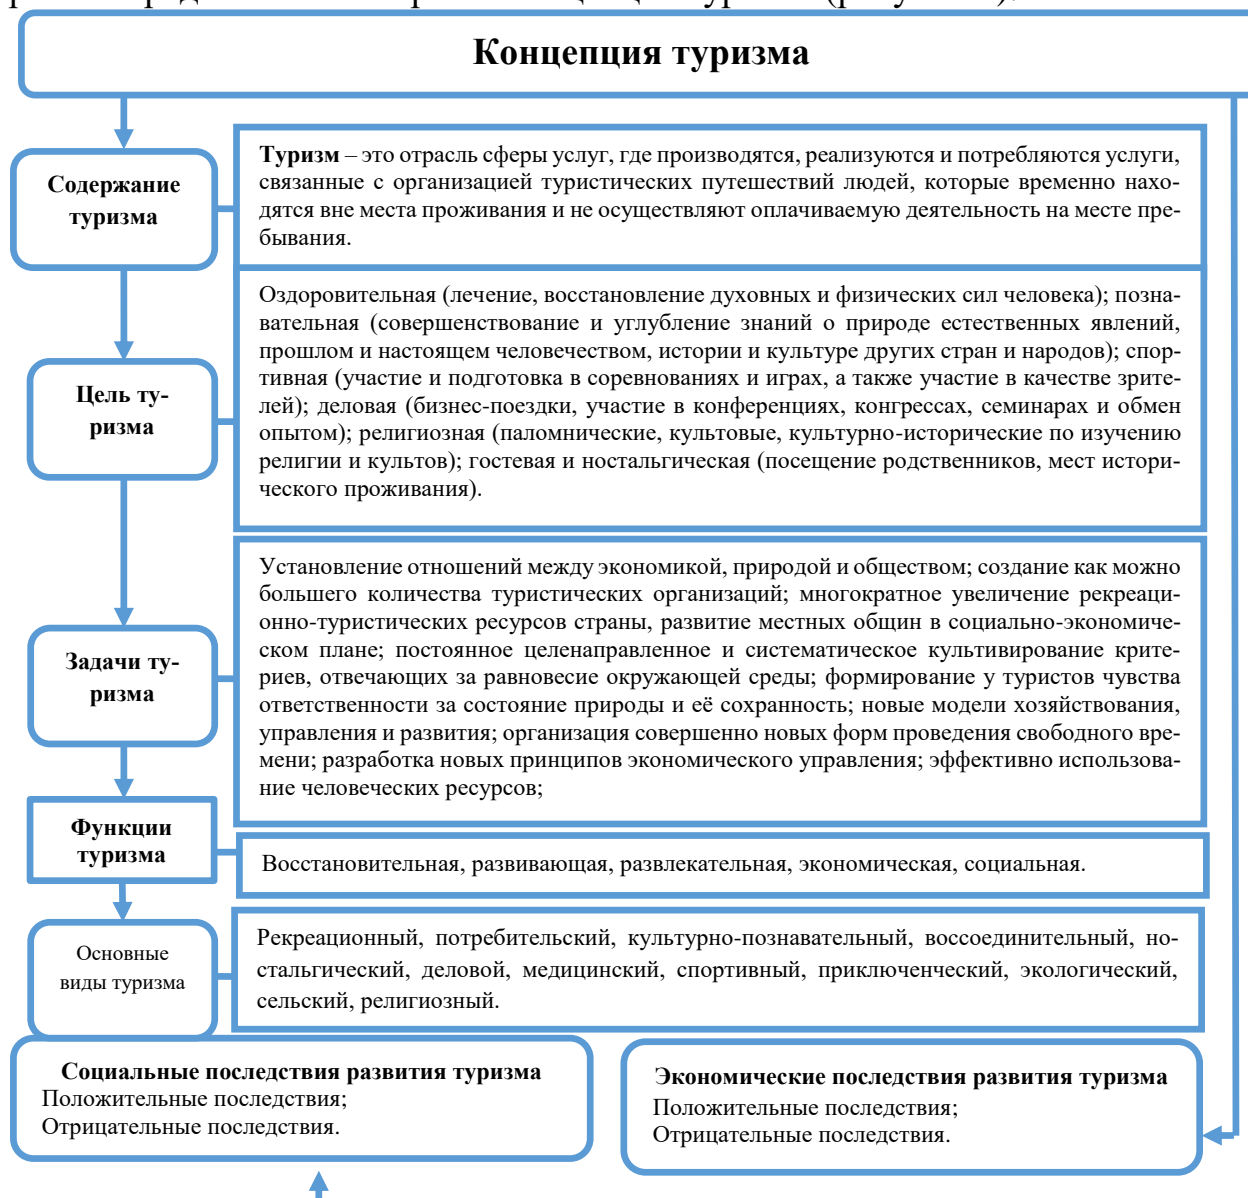 Концепция туризма
Содержание
туризма
Туризм – это отрасль сферы услуг, где производятся, реализуются и потребляются услуги,
связанные с организацией туристических путешествий людей, которые временно нахо-
дятся вне места проживания и не осуществляют оплачиваемую деятельность на месте пре-
бывания.
Цель ту-
ризма
Оздоровительная (лечение, восстановление духовных и физических сил человека); позна-
вательная (совершенствование и углубление знаний о природе естественных явлений,
прошлом и настоящем человечеством, истории и культуре других стран и народов); спор-
тивная (участие и подготовка в соревнованиях и играх, а также участие в качестве зрите-
лей); деловая (бизнес-поездки, участие в конференциях, конгрессах, семинарах и обмен
опытом); религиозная (паломнические, культовые, культурно-исторические по изучению
религии и культов); гостевая и ностальгическая (посещение родственников, мест истори-
ческого проживания).
Задачи ту-
ризма
Установление отношений между экономикой, природой и обществом; создание как можно
большего количества туристических организаций; многократное увеличение рекреаци-
онно-туристических ресурсов страны, развитие местных общин в социально-экономиче-
ском плане; постоянное целенаправленное и систематическое культивирование крите-
риев, отвечающих за равновесие окружающей среды; формирование у туристов чувства
ответственности за состояние природы и её сохранность; новые модели хозяйствования,
управления и развития; организация совершенно новых форм проведения свободного вре-
мени; разработка новых принципов экономического управления; эффективно использова-
ние человеческих ресурсов;
Функции
туризма
Восстановительная, развивающая, развлекательная, экономическая, социальная.
Основные
виды туризма
Рекреационный, потребительский, культурно-познавательный, воссоединительный, но-
стальгический, деловой, медицинский, спортивный, приключенческий, экологический,
сельский, религиозный.
Социальные последствия развития туризма
Положительные последствия;
Отрицательные последствия.
Экономические последствия развития туризма
Положительные последствия;
Отрицательные последствия.